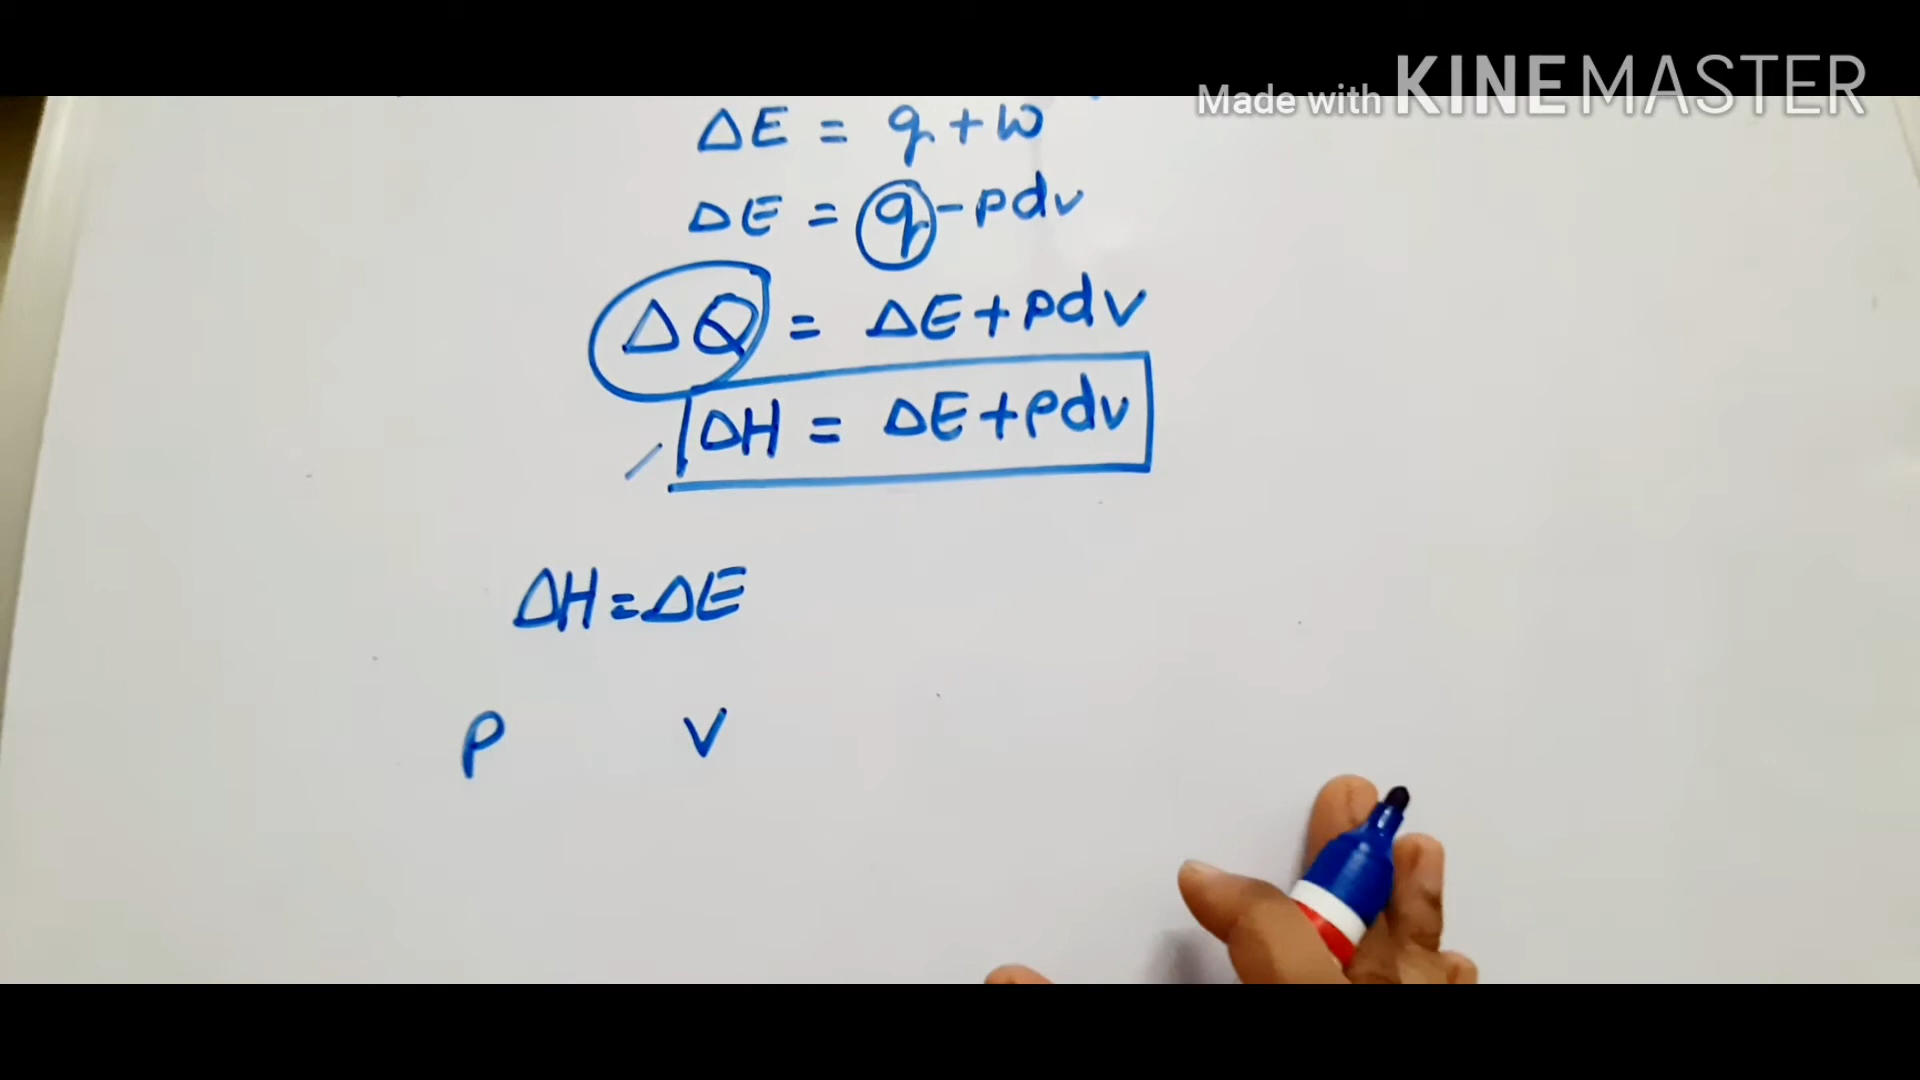 Made with KINEMASTER
ΔE = q + w
ΔE = q - pdv
ΔQ = ΔE + pdv
ΔH = ΔE + pdv
ΔH = ΔE
P V